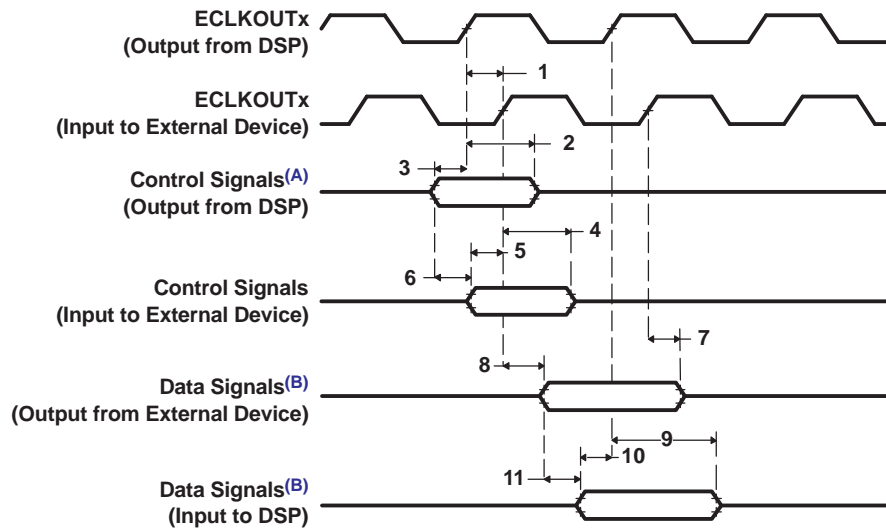 ECLKOUTx
(Output from DSP)
1
ECLKOUTx
(Input to External Device)
2
3
Control Signals(A)
(Output from DSP)
4
5
6
Control Signals
(Input to External Device)
7
8
Data Signals(B)
(Output from External Device)
9
10
11
Data Signals(B)
(Input to DSP)